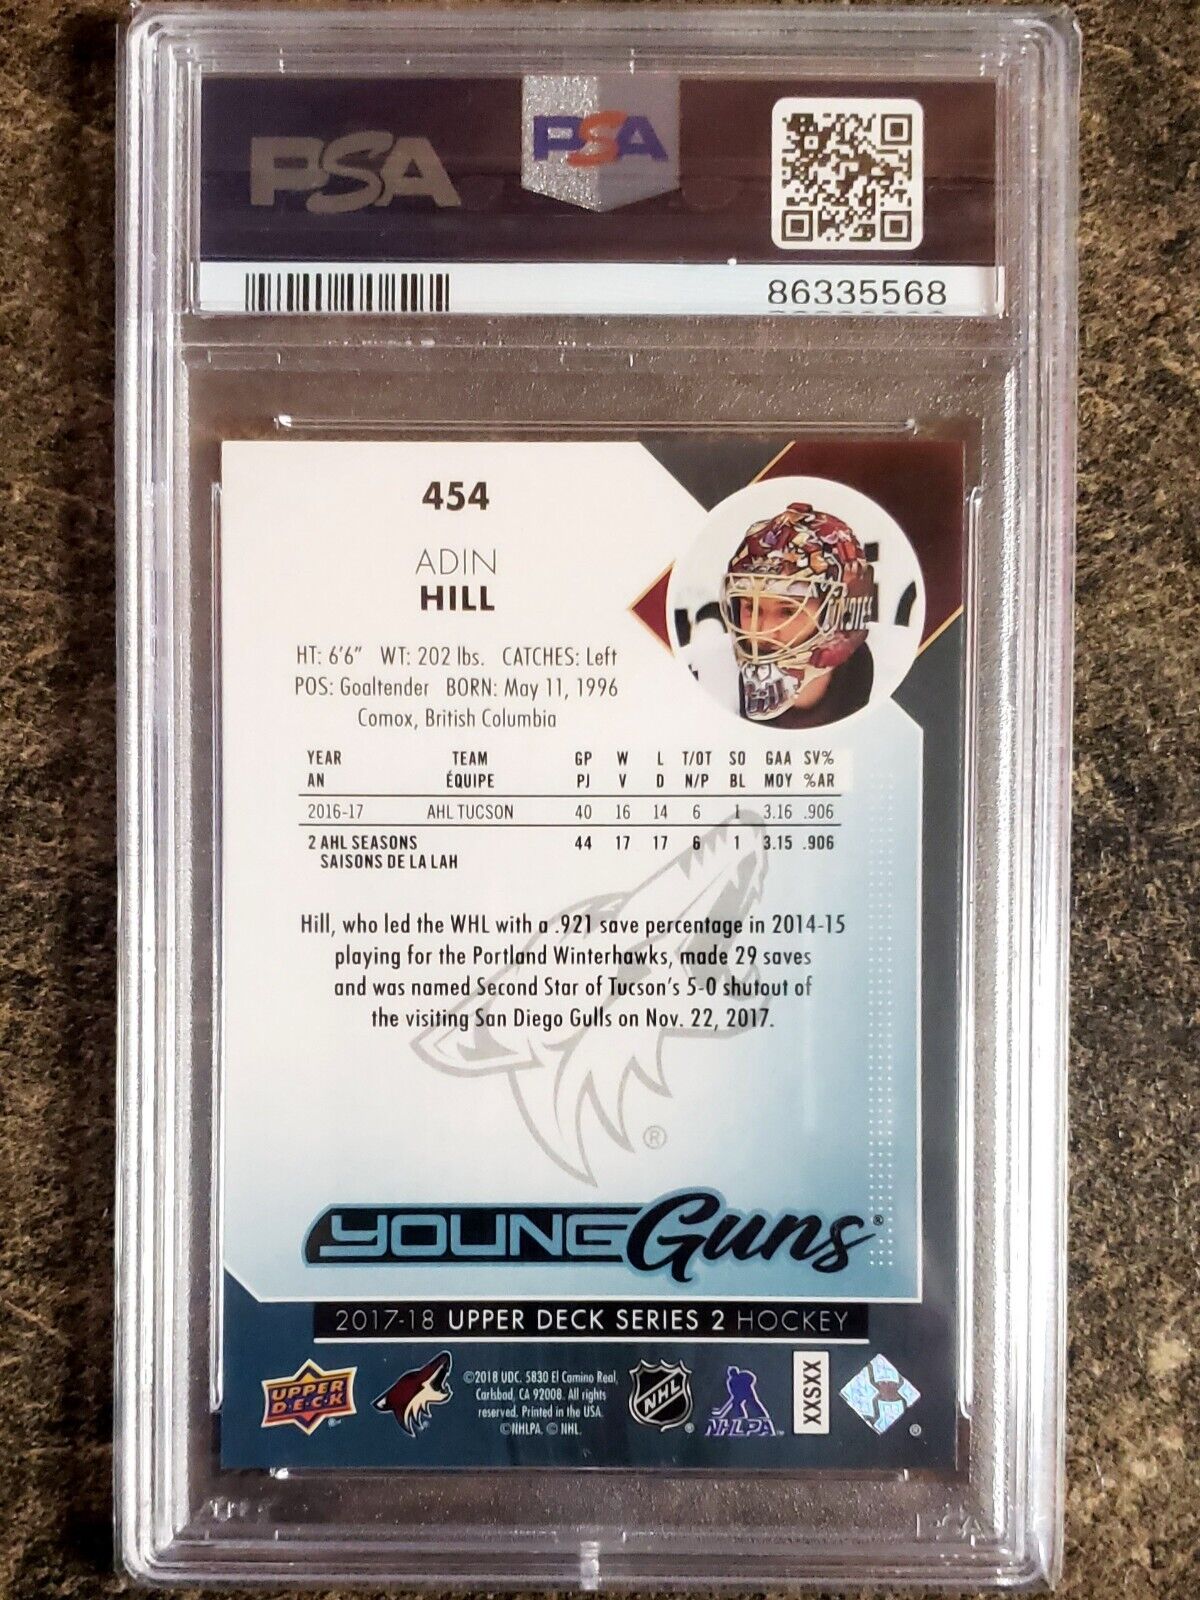 PSA
PSA
86335568
454
ADIN
HILL
COYOTES
HT: 6'6" WT: 202 lbs. CATCHES: Left
POS: Goaltender BORN: May 11, 1996
Comox, British Columbia
YEAR TEAM GP W L T/OT SO GAA SV%
AN ÉQUIPE PJ V D N/P BL MOY %AR
2016-17 AHL TUCSON 40 16 14 6 1 3.16 .906
2 AHL SEASONS 44 17 17 6 1 3.15 .906
SAISONS DE LA LAH
Hill, who led the WHL with a .921 save percentage in 2014-15
playing for the Portland Winterhawks, made 29 saves
and was named Second Star of Tucson's 5-0 shutout of
the visiting San Diego Gulls on Nov. 22, 2017.
®
YOUNG Guns®
2017-18 UPPER DECK SERIES 2 HOCKEY
UPPER
D·E·C·K
©2018 UDC. 5830 El Camino Real,
Carlsbad, CA 92008. All rights
reserved. Printed in the USA.
©NHLPA. © NHL.
NHL
®
NHLPA
XXSXX
®